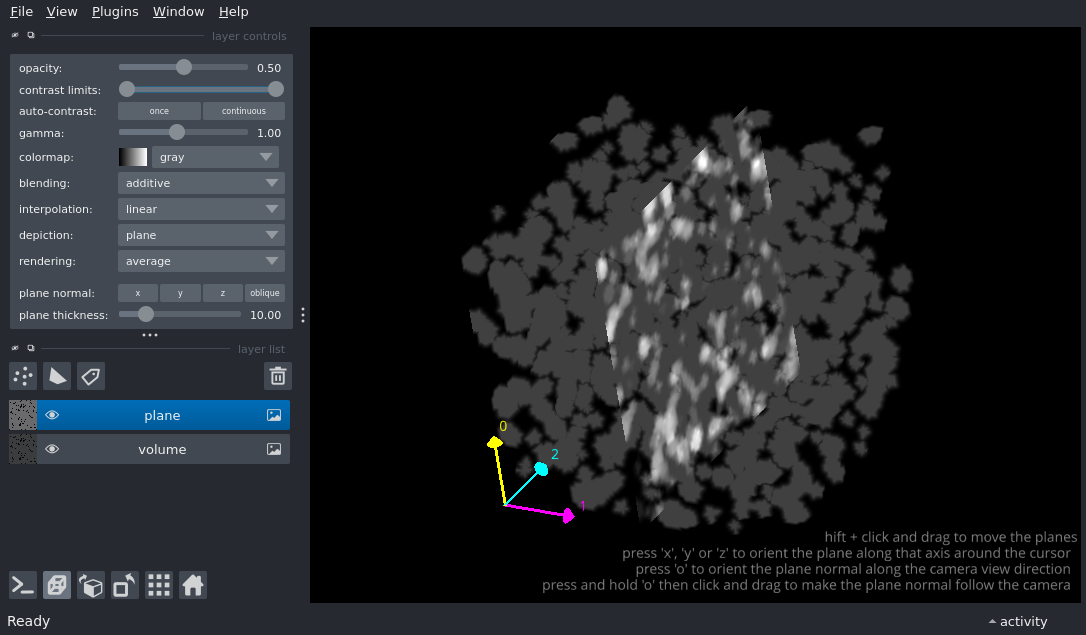 File View Plugins Window Help
layer controls
opacity: 0.50
contrast limits:
auto-contrast: once continuous
gamma: 1.00
colormap: gray
blending: additive
interpolation: linear
depiction: plane
rendering: average
plane normal: x y z oblique
plane thickness: 10.00
layer list
plane
volume
0
2
1
hift + click and drag to move the planes
press 'x', 'y' or 'z' to orient the plane along that axis around the cursor
press 'o' to orient the plane normal along the camera view direction
press and hold 'o' then click and drag to make the plane normal follow the camera
Ready
activity